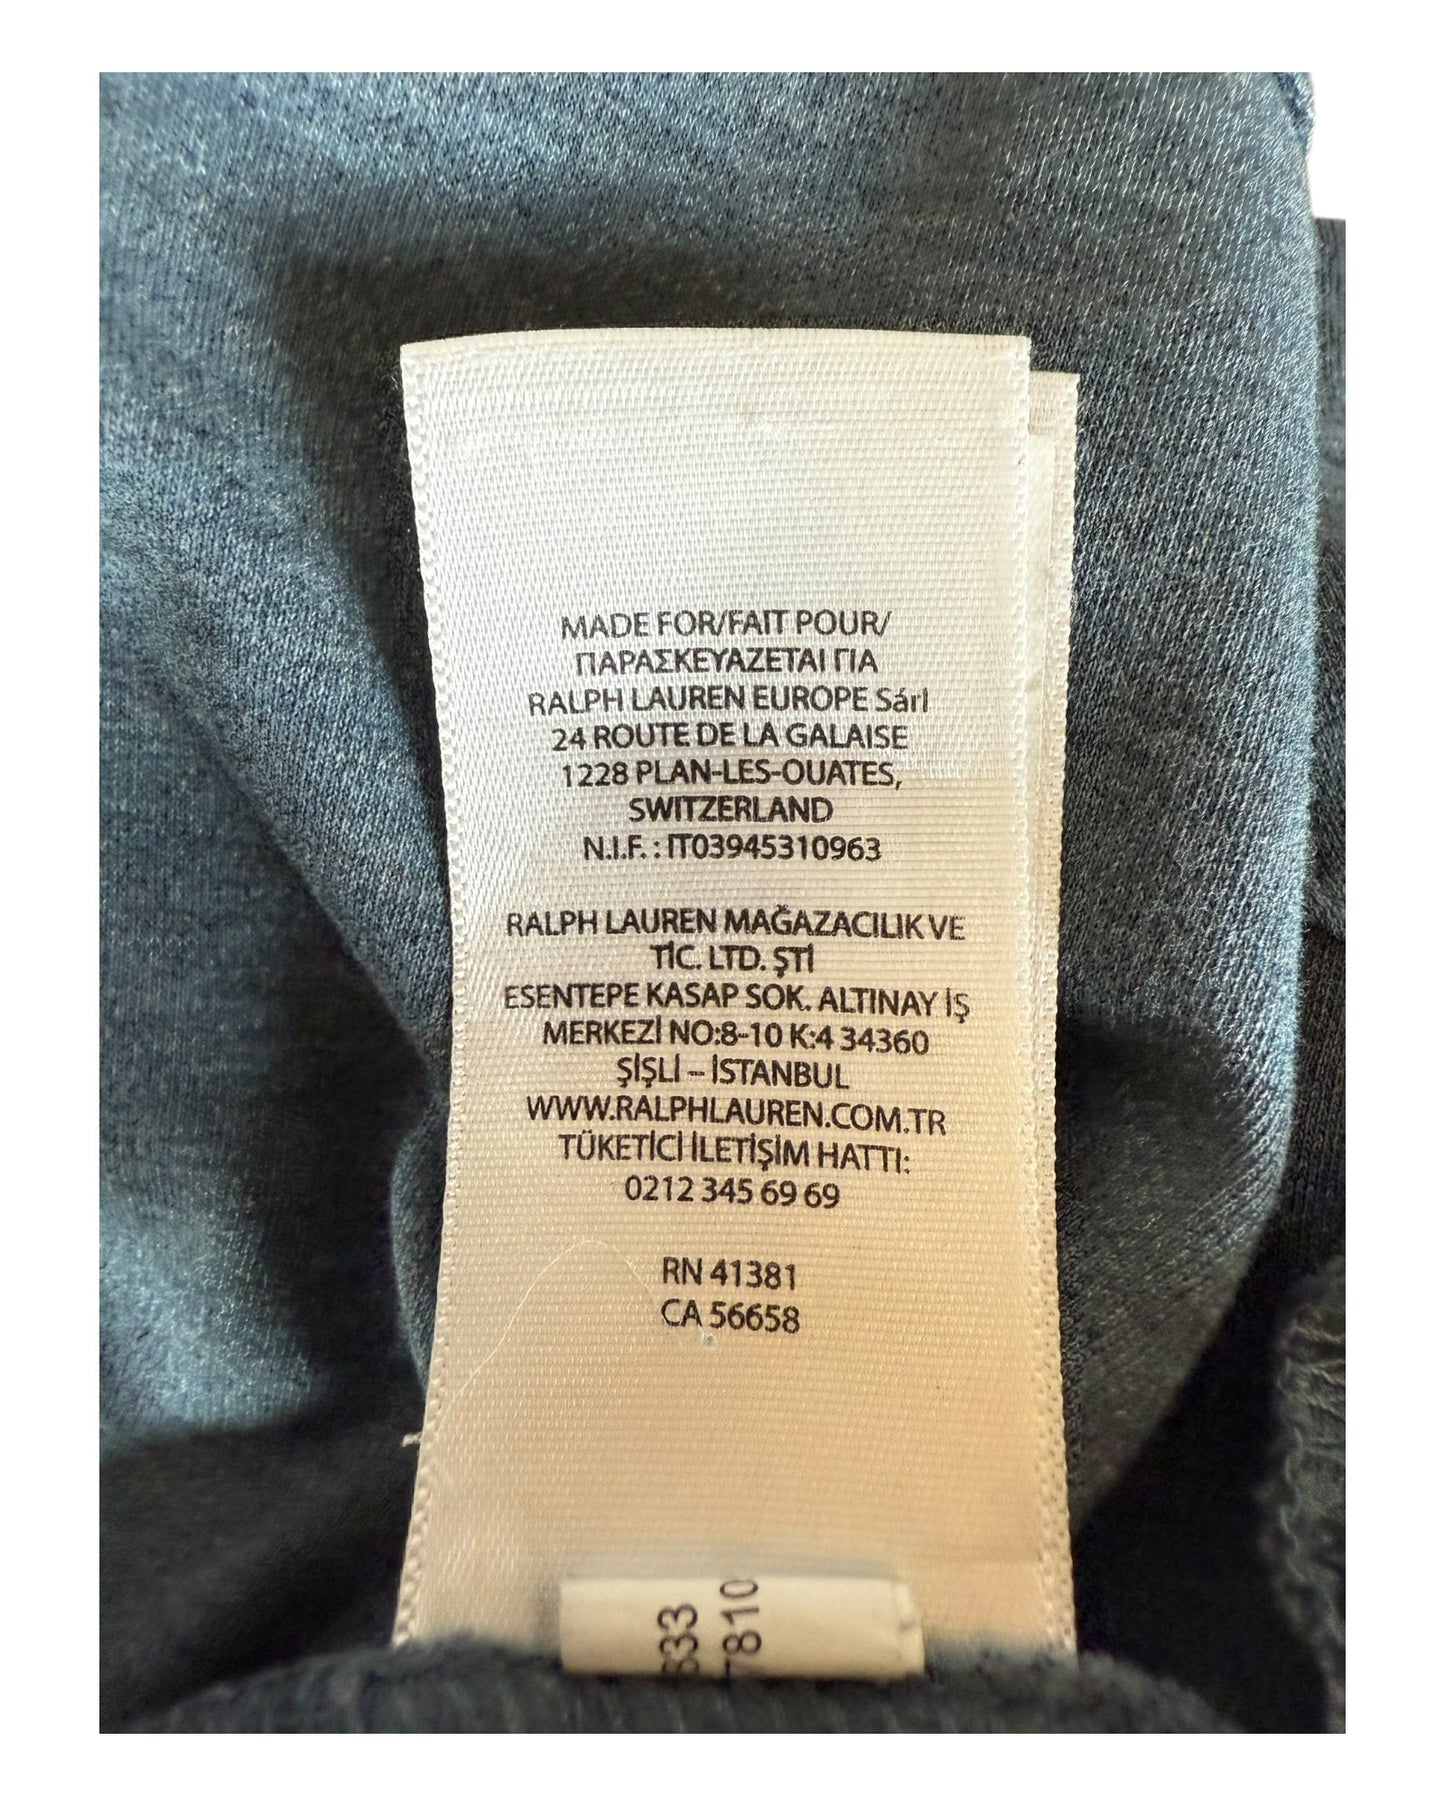 MADE FOR/FAIT POUR/
ΠΑΡΑΣΚΕΥΑΖΕΤΑΙ ΓΙΑ
RALPH LAUREN EUROPE Sárl
24 ROUTE DE LA GALAISE
1228 PLAN-LES-OUATES,
SWITZERLAND
N.I.F. : IT03945310963
RALPH LAUREN MAĞAZACILIK VE
TİC. LTD. ŞTİ
ESENTEPE KASAP SOK. ALTINAY İŞ
MERKEZİ NO:8-10 K:4 34360
ŞİŞLİ – İSTANBUL
WWW.RALPHLAUREN.COM.TR
TÜKETİCİ İLETİŞİM HATTI:
0212 345 69 69
RN 41381
CA 56658